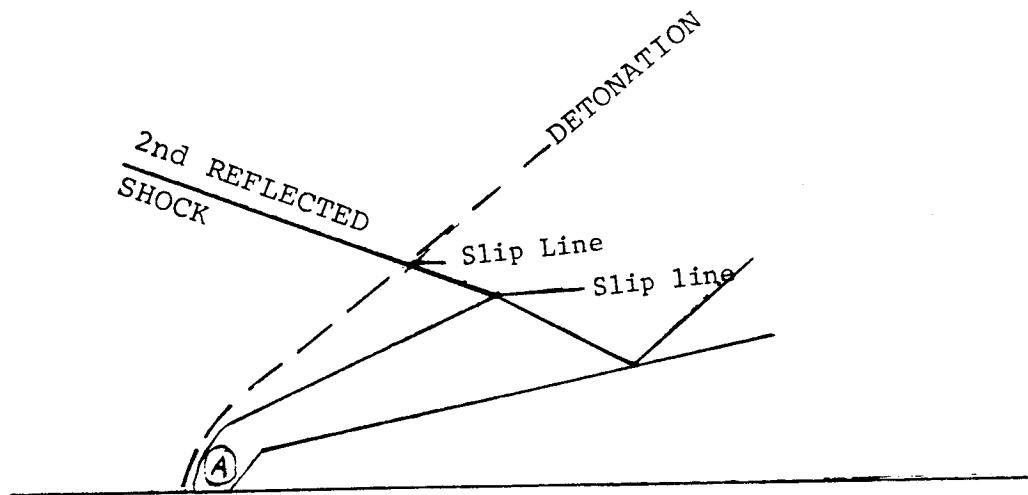 DETONATION
2nd REFLECTED
SHOCK
Slip Line
Slip line
A